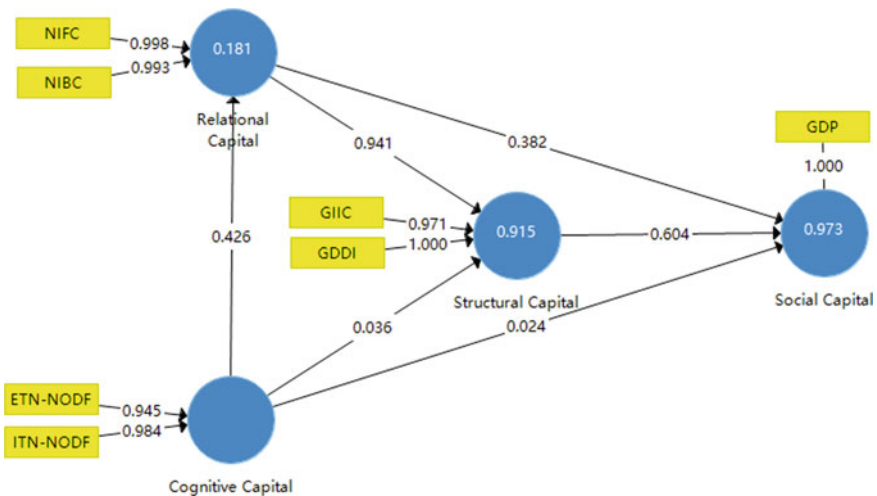 NIFC
0.998
0.181
NIBC
0.993
Relational
Capital
GDP
1.000
0.941
0.382
GIIC
0.971
GDDI
1.000
0.915
0.604
0.973
0.426
Structural Capital
Social Capital
0.036
0.024
ETN-NODF
0.945
ITN-NODF
0.984
Cognitive Capital